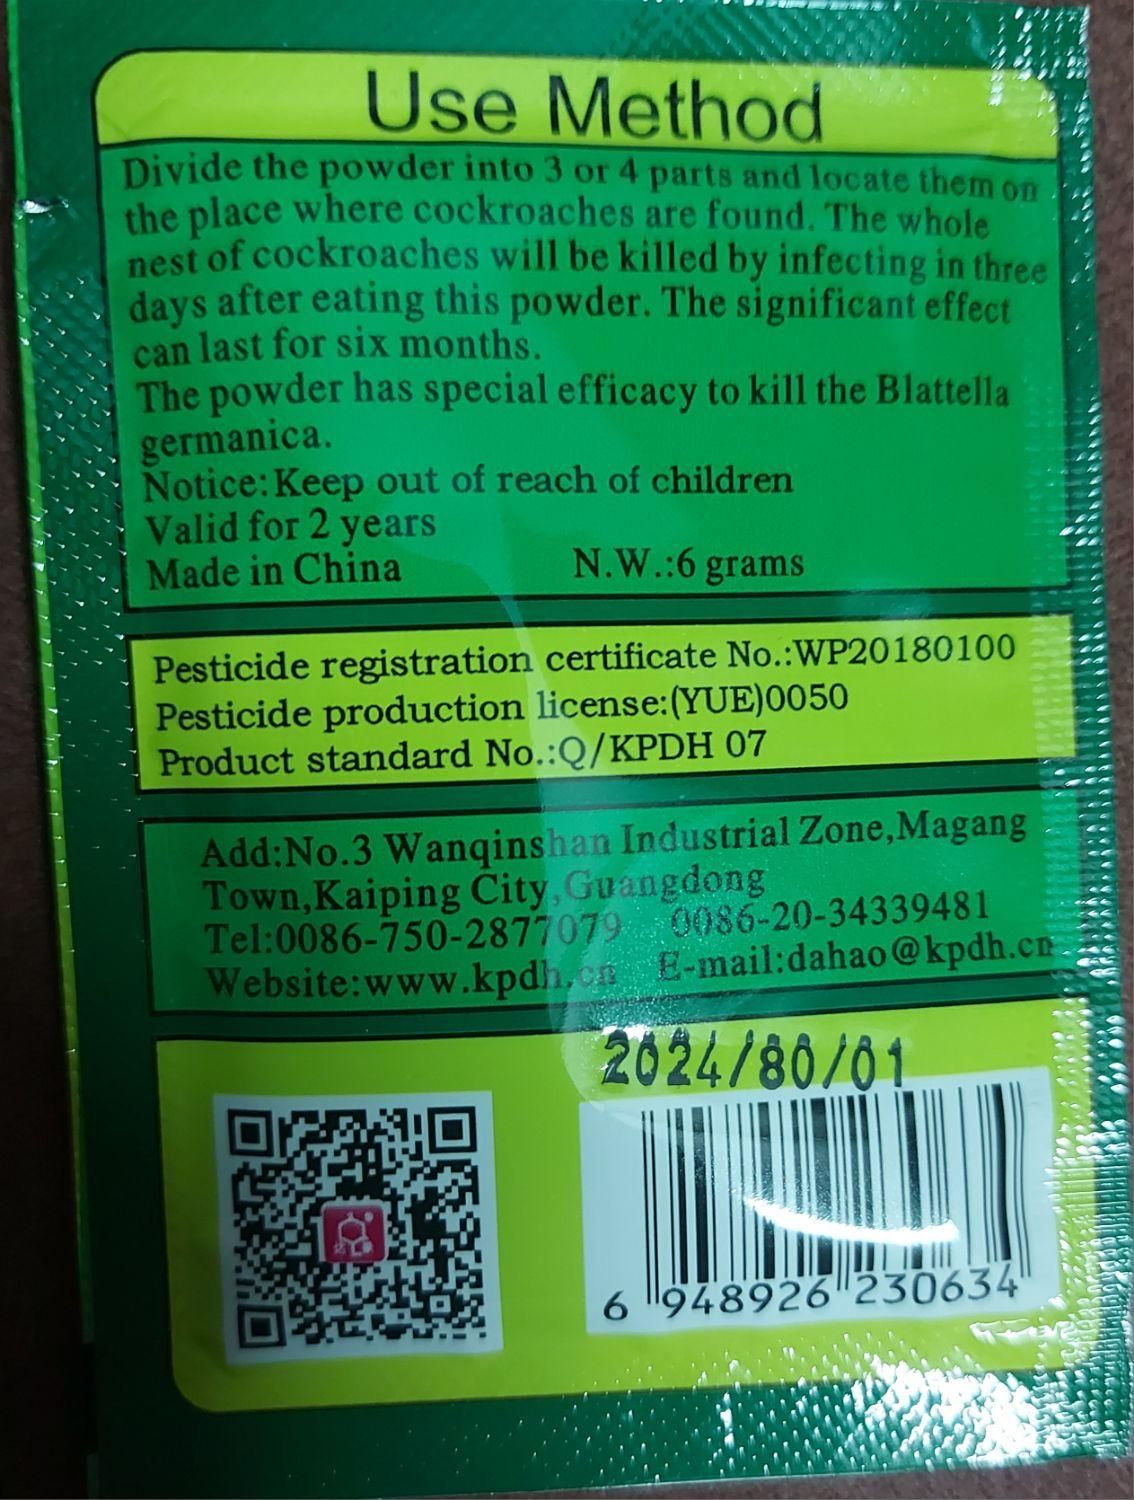 Use Method
Divide the powder into 3 or 4 parts and locate them on
the place where cockroaches are found. The whole
nest of cockroaches will be killed by infecting in three
days after eating this powder. The significant effect
can last for six months.
The powder has special efficacy to kill the Blattella
germanica.
Notice:Keep out of reach of children
Valid for 2 years
Made in China N.W.:6 grams
Pesticide registration certificate No.:WP20180100
Pesticide production license:(YUE)0050
Product standard No.:Q/KPDH 07
Add:No.3 Wanqinshan Industrial Zone,Magang
Town,Kaiping City,Guangdong
Tel:0086-750-2877079 0086-20-34339481
Website:www.kpdh.cn E-mail:dahao@kpdh.cn
2024/80/01
6 948926 230634